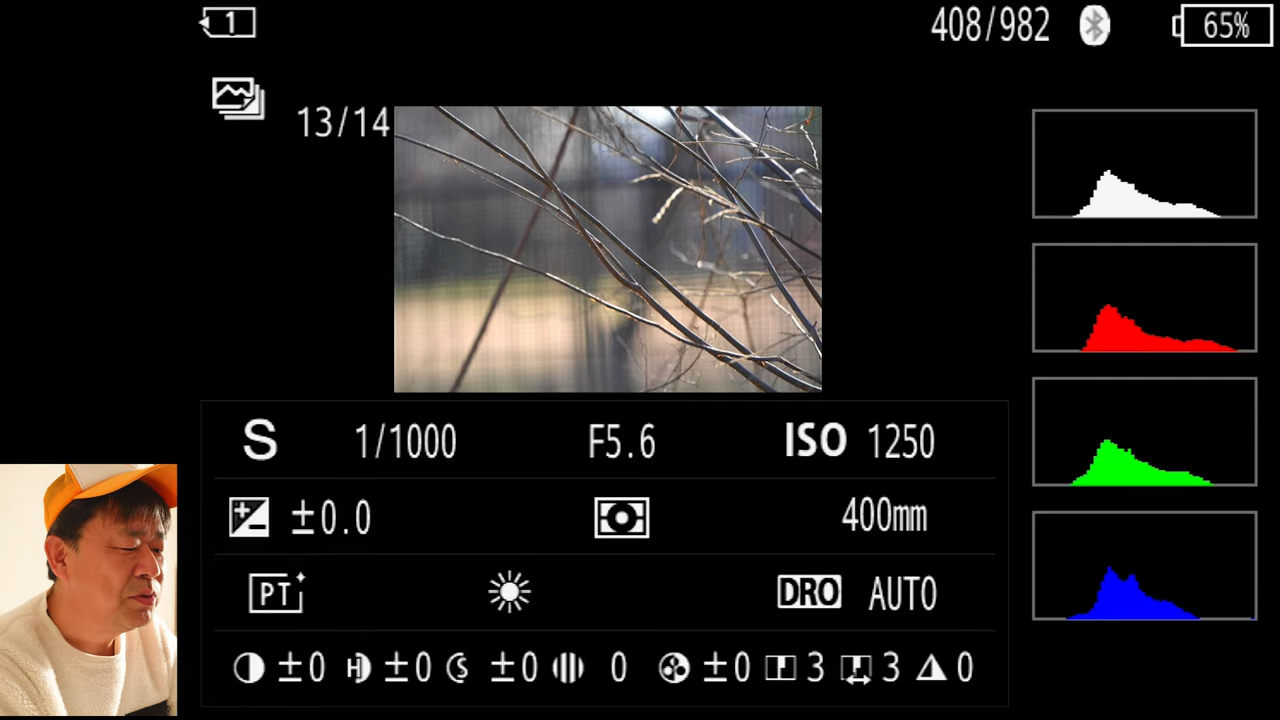 1 408/982 65%
13/14
S 1/1000 F5.6 ISO 1250
±0.0 400mm
PT DRO AUTO
±0 H ±0 S ±0 0 ±0 3 3 0